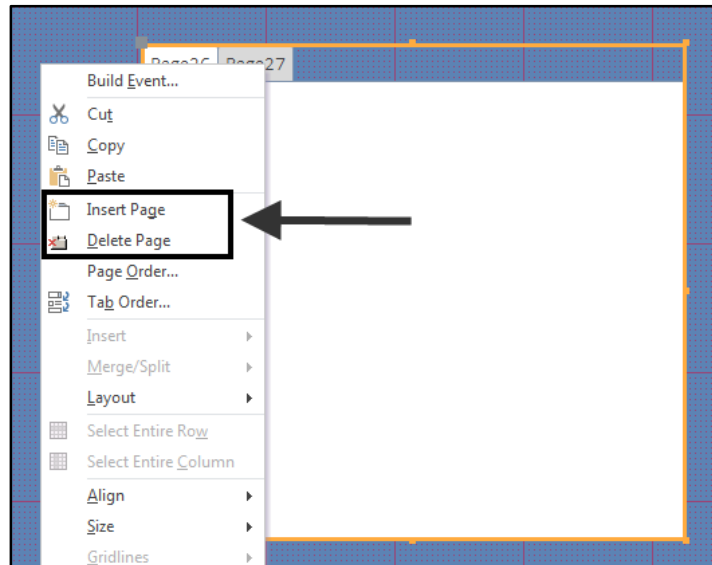 Page26 Page27
Build Event...
Cut
Copy
Paste
Insert Page
Delete Page
Page Order...
Tab Order...
Insert
Merge/Split
Layout
Select Entire Row
Select Entire Column
Align
Size
Gridlines